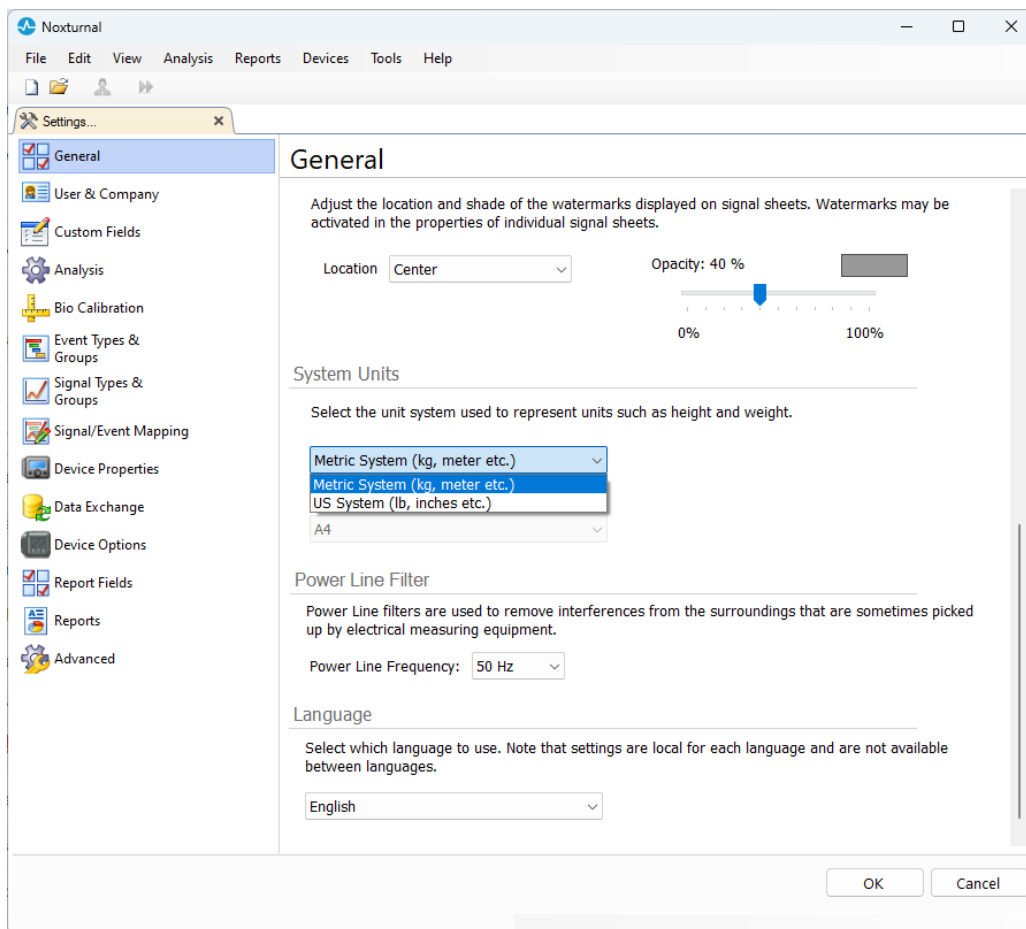 Noxturnal
File Edit View Analysis Reports Devices Tools Help
Settings...
General
User & Company
Custom Fields
Analysis
Bio Calibration
Event Types &
Groups
Signal Types &
Groups
Signal/Event Mapping
Device Properties
Data Exchange
Device Options
Report Fields
Reports
Advanced
General
Adjust the location and shade of the watermarks displayed on signal sheets. Watermarks may be
activated in the properties of individual signal sheets.
Location Center Opacity: 40 %
0% 100%
System Units
Select the unit system used to represent units such as height and weight.
Metric System (kg, meter etc.)
Metric System (kg, meter etc.)
US System (lb, inches etc.)
A4
Power Line Filter
Power Line filters are used to remove interferences from the surroundings that are sometimes picked
up by electrical measuring equipment.
Power Line Frequency: 50 Hz
Language
Select which language to use. Note that settings are local for each language and are not available
between languages.
English
OK Cancel